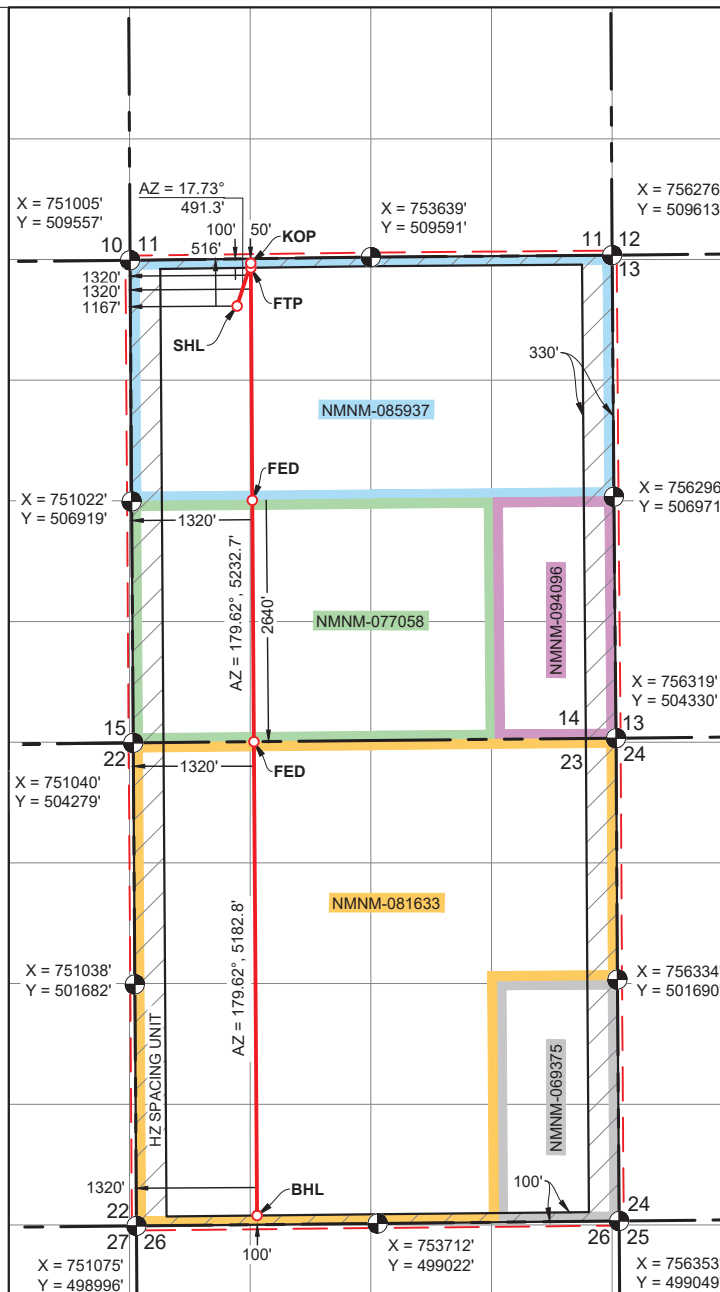 AZ = 17.73°
491.3'
X = 751005'
Y = 509557'
X = 753639'
Y = 509591'
X = 756276'
Y = 509613'
100'
50'
KOP
516'
10
11
11
12
13
1320'
1320'
1167'
FTP
SHL
330'
NMNM-085937
FED
X = 751022'
Y = 506919'
1320'
X = 756296'
Y = 506971'
AZ = 179.62°, 5232.7'
2640'
NMNM-077058
NMNM-094096
X = 756319'
Y = 504330'
15
14
13
22
23
24
1320'
FED
X = 751040'
Y = 504279'
NMNM-081633
AZ = 179.62°, 5182.8'
X = 751038'
Y = 501682'
X = 756334'
Y = 501690'
HZ SPACING UNIT
NMNM-069375
1320'
BHL
100'
22
24
27
26
26
25
100'
X = 751075'
Y = 498996'
X = 753712'
Y = 499022'
X = 756353'
Y = 499049'